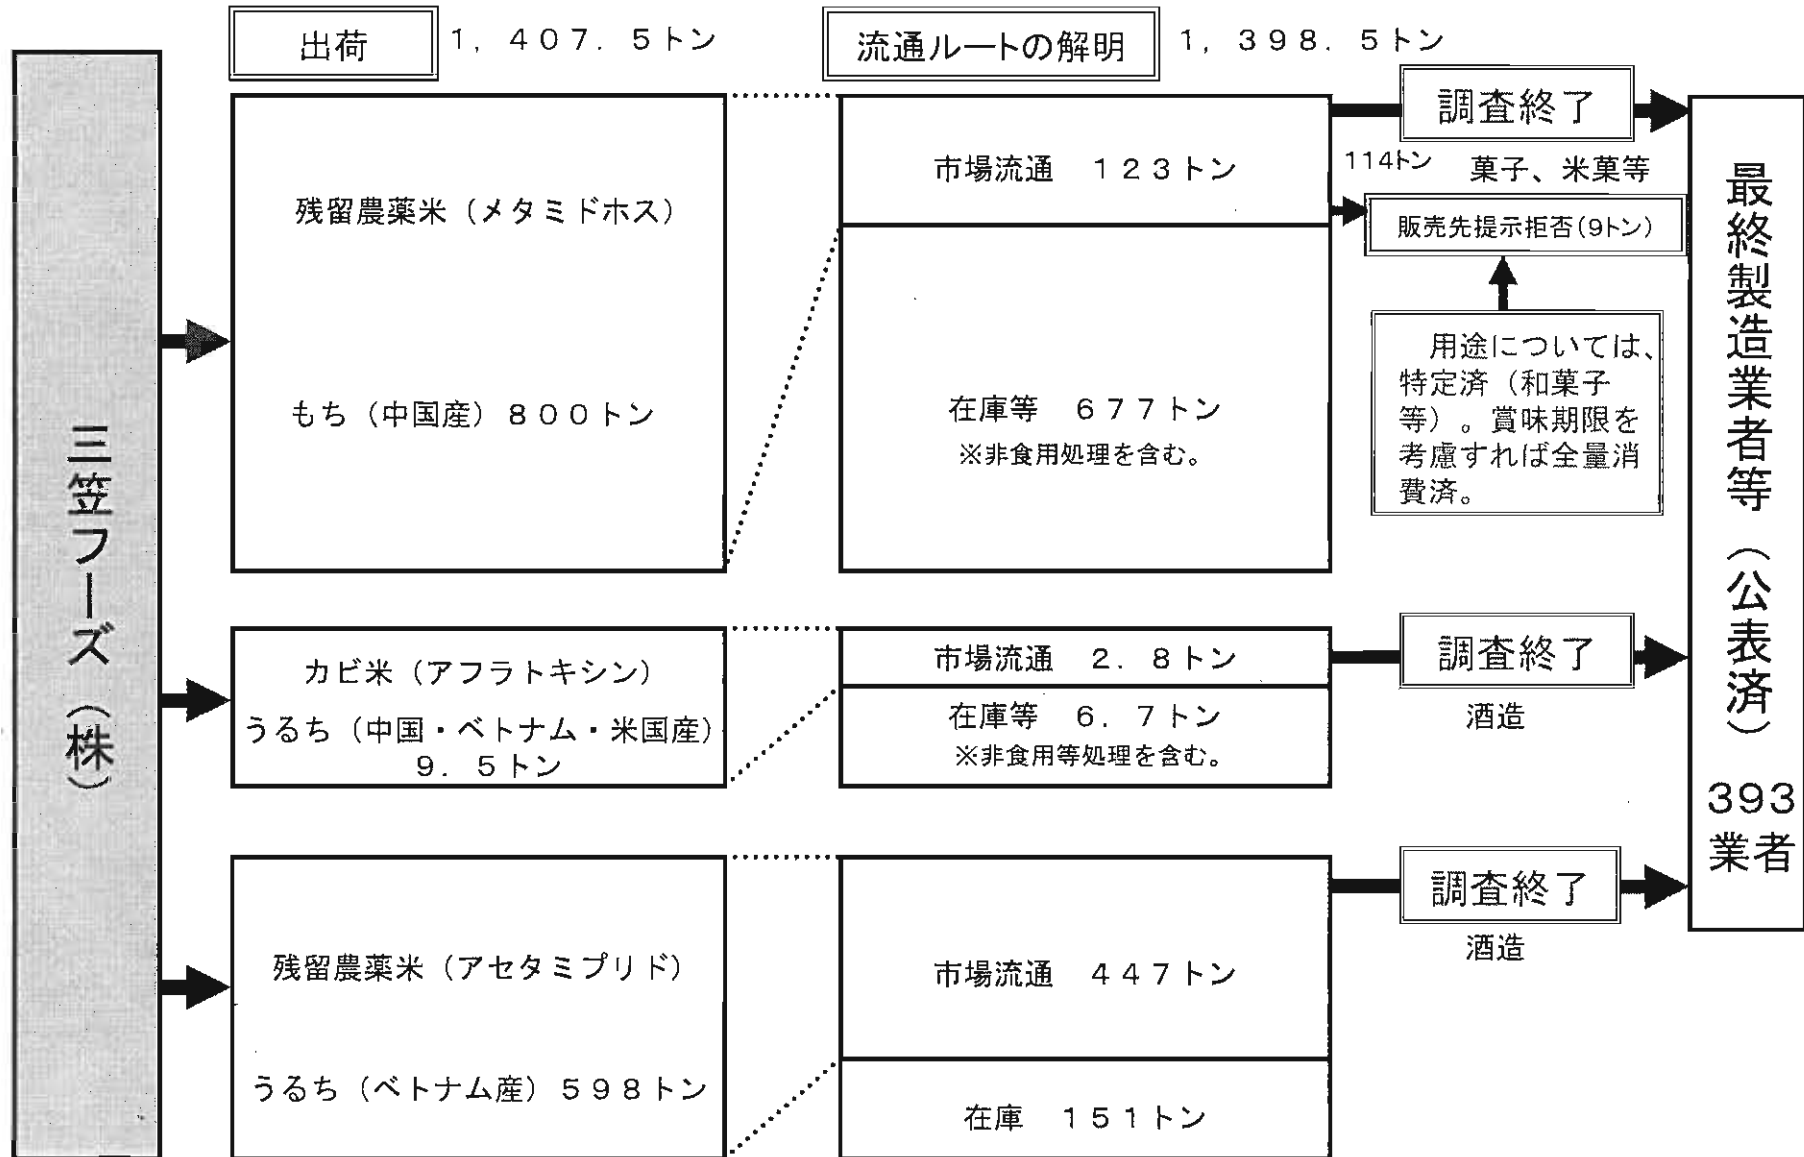 三笠フーズ（株）
出荷
１，４０７．５トン
流通ルートの解明
１，３９８．５トン
残留農薬米（メタミドホス）
もち（中国産）８００トン
市場流通　１２３トン
在庫等　６７７トン
※非食用処理を含む。
調査終了
114トン
菓子、米菓等
販売先提示拒否（9トン）
用途については、
特定済（和菓子
等）。賞味期限を
考慮すれば全量消
費済。
カビ米（アフラトキシン）
うるち（中国・ベトナム・米国産）
９．５トン
市場流通　２．８トン
在庫等　６．７トン
※非食用等処理を含む。
調査終了
酒造
残留農薬米（アセタミプリド）
うるち（ベトナム産）５９８トン
市場流通　４４７トン
在庫　１５１トン
調査終了
酒造
最終製造業者等（公表済）
393
業者